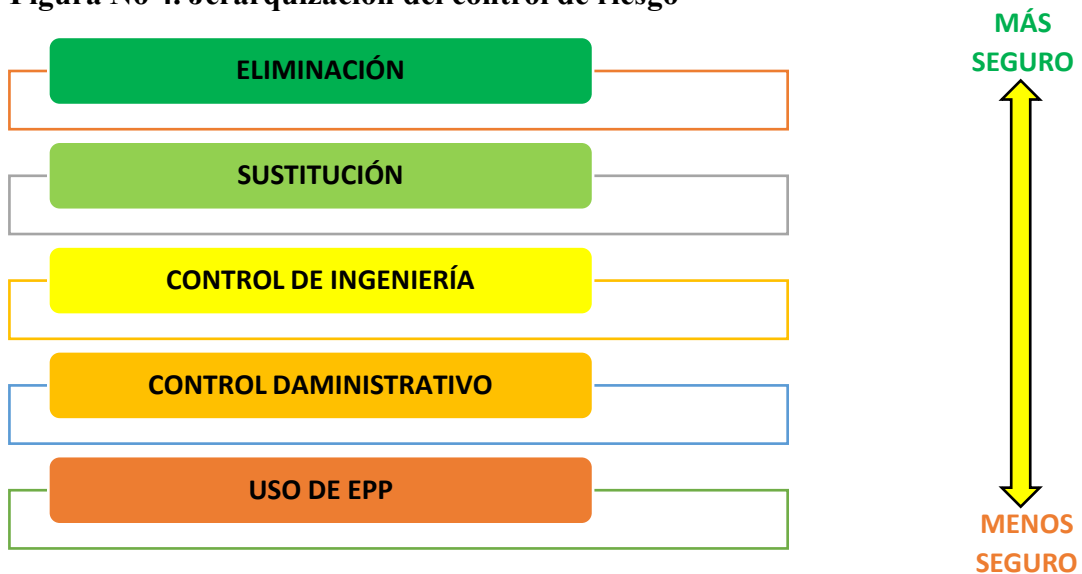 Figura No 4. Jerarquización del control de riesgo
MÁS
SEGURO
ELIMINACIÓN
SUSTITUCIÓN
CONTROL DE INGENIERÍA
CONTROL DAMINISTRATIVO
USO DE EPP
MENOS
SEGURO